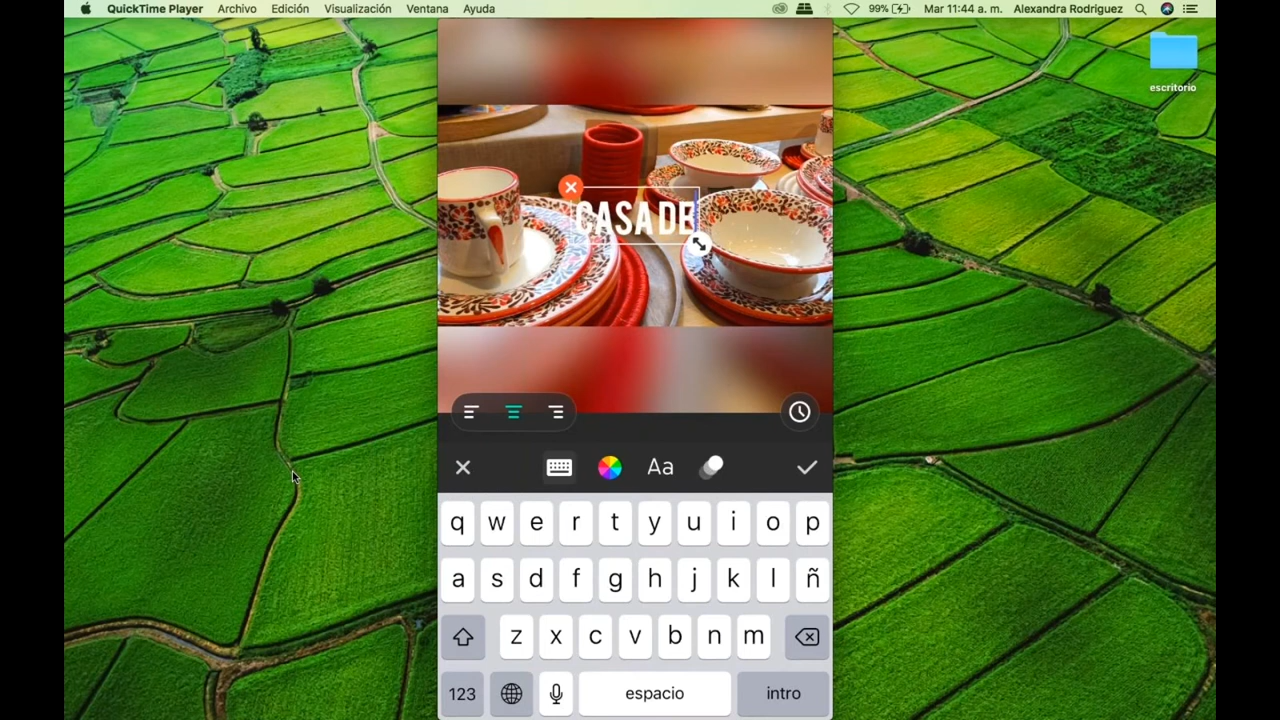 QuickTime Player Archivo Edición Visualización Ventana Ayuda 99% Mar 11:44 a. m. Alexandra Rodriguez
escritorio
CASA DE
Aa
q w e r t y u i o p
a s d f g h j k l ñ
z x c v b n m
123 espacio intro